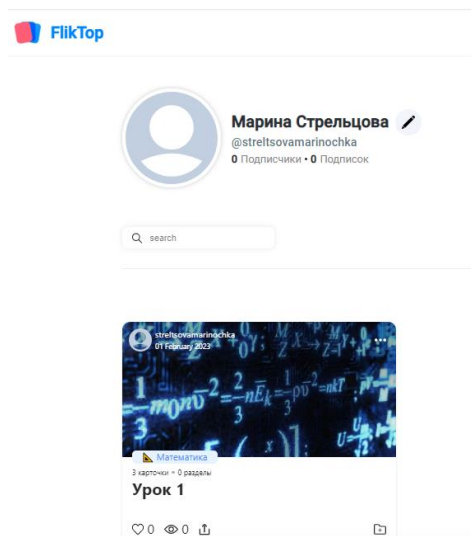 FlikTop
Марина Стрельцова
@streltsovamarinochka
0 Подписчики • 0 Подписок
search
streltsovamarinochka
01 February 2023
Математика
3 карточки • 0 разделы
Урок 1
0 0